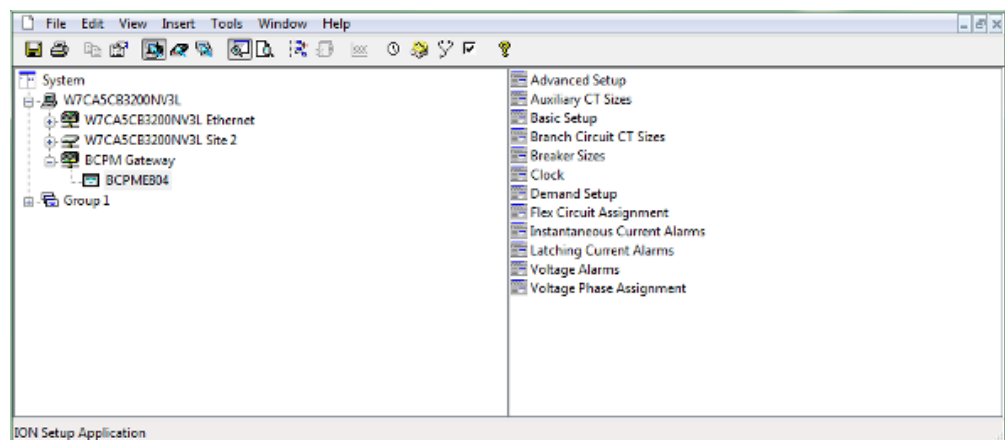 File Edit View Insert Tools Window Help
System
W7CA5CB3200NV3L
W7CA5CB3200NV3L Ethernet
W7CA5CB3200NV3L Site 2
BCPM Gateway
BCPMEB04
Group 1
Advanced Setup
Auxiliary CT Sizes
Basic Setup
Branch Circuit CT Sizes
Breaker Sizes
Clock
Demand Setup
Flex Circuit Assignment
Instantaneous Current Alarms
Latching Current Alarms
Voltage Alarms
Voltage Phase Assignment
ION Setup Application